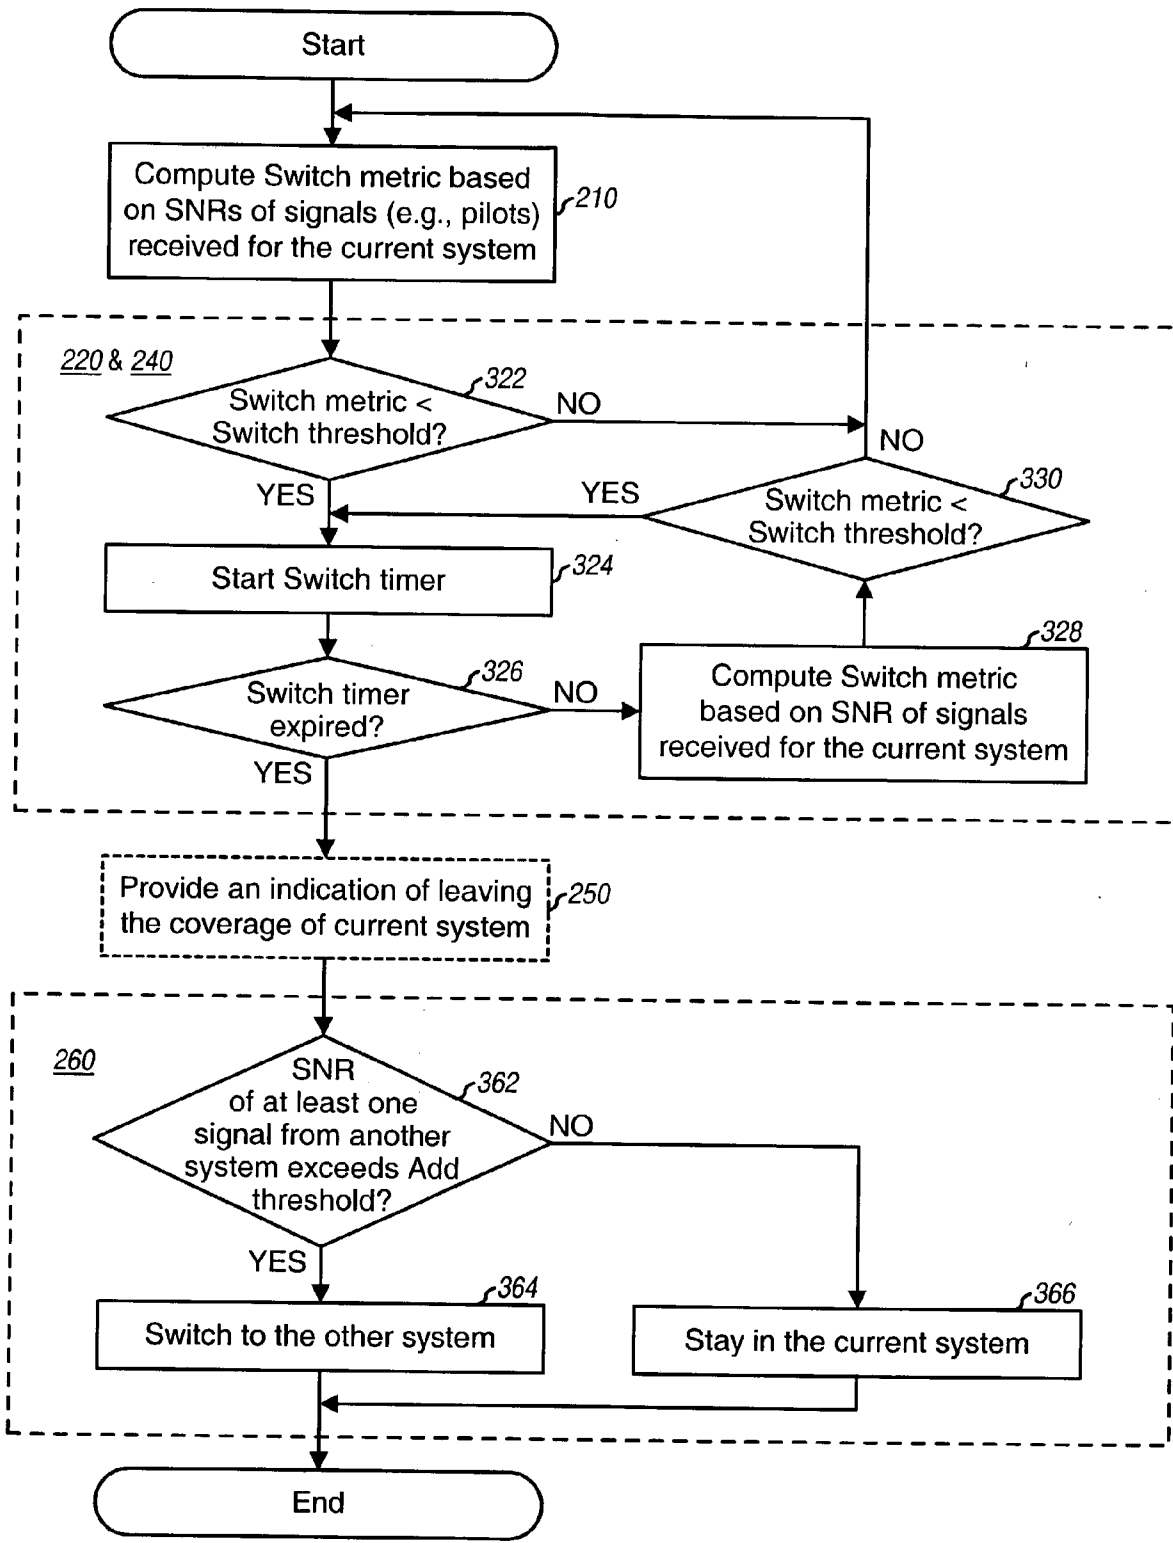 Start
Compute Switch metric based
on SNRs of signals (e.g., pilots)
received for the current system
210
220 & 240
322
Switch metric <
Switch threshold?
NO
NO
YES
YES
330
Switch metric <
Switch threshold?
Start Switch timer
324
326
Switch timer
expired?
NO
328
Compute Switch metric
based on SNR of signals
received for the current system
YES
Provide an indication of leaving
the coverage of current system
250
260
SNR
of at least one
signal from another
system exceeds Add
threshold?
362
NO
YES
364
Switch to the other system
366
Stay in the current system
End